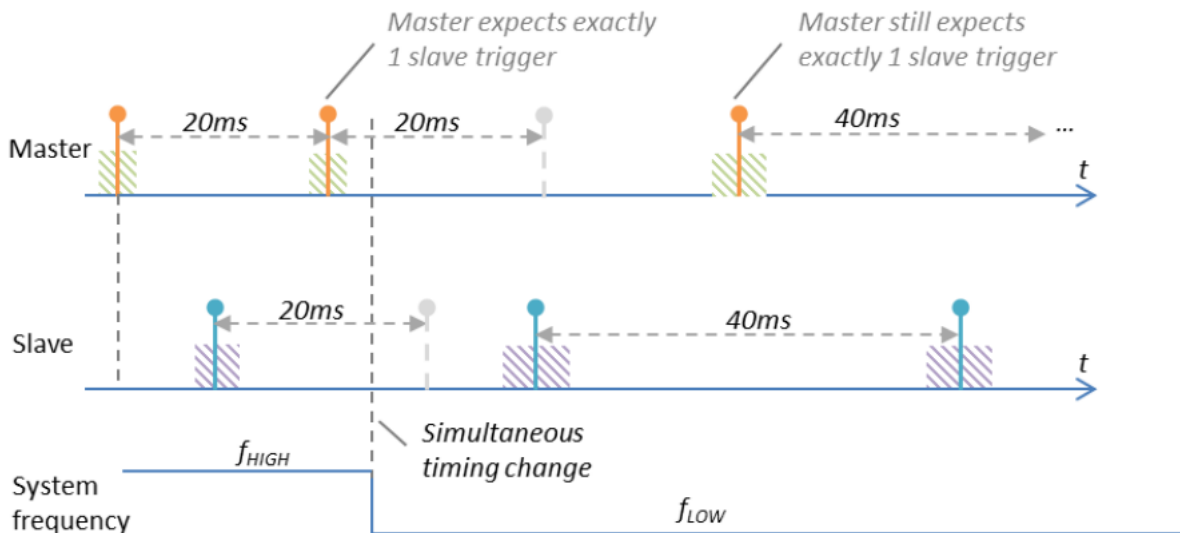 Master expects exactly
1 slave trigger
Master still expects
exactly 1 slave trigger
20ms
20ms
40ms
...
Master
t
20ms
40ms
Slave
t
Simultaneous
timing change
fHIGH
System
frequency
fLOW